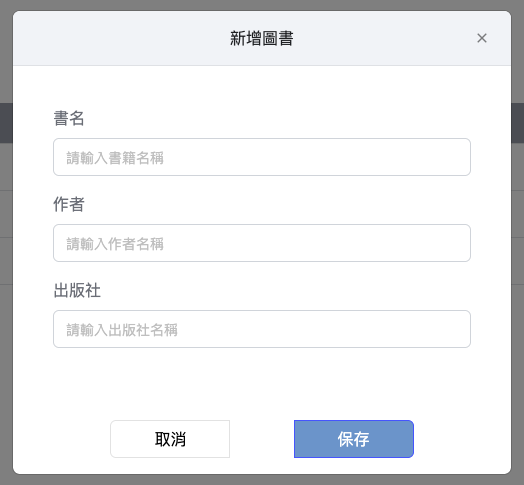 新增圖書
×
書名
請輸入書籍名稱
作者
請輸入作者名稱
出版社
請輸入出版社名稱
取消
保存